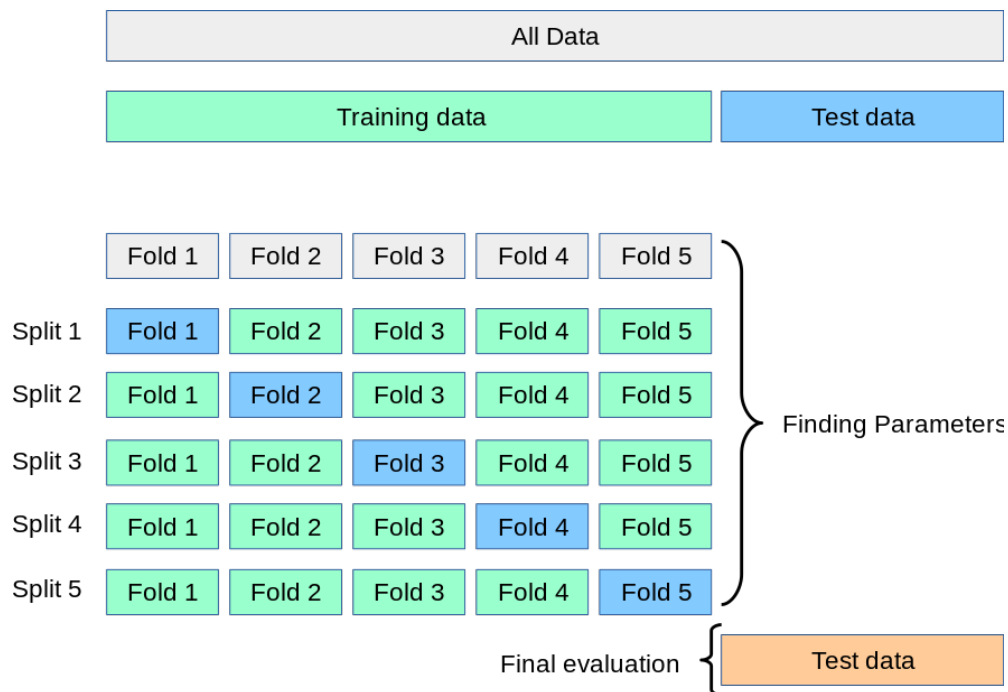 All Data
Training data
Test data
Fold 1 Fold 2 Fold 3 Fold 4 Fold 5
Split 1 Fold 1 Fold 2 Fold 3 Fold 4 Fold 5
Split 2 Fold 1 Fold 2 Fold 3 Fold 4 Fold 5
Finding Parameters
Split 3 Fold 1 Fold 2 Fold 3 Fold 4 Fold 5
Split 4 Fold 1 Fold 2 Fold 3 Fold 4 Fold 5
Split 5 Fold 1 Fold 2 Fold 3 Fold 4 Fold 5
Final evaluation
Test data